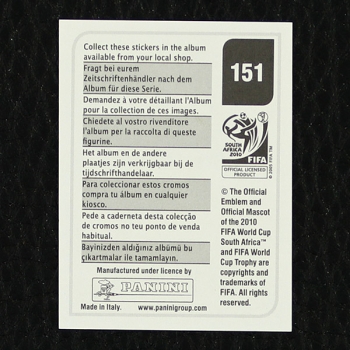 Collect these stickers in the album
available from your local shop.
Fragt bei eurem
Zeitschriftenhändler nach dem
Album für diese Serie.
Demandez à votre détaillant l'Album
pour la collection de ces images.
Chiedete al vostro rivenditore
l'album per la raccolta di queste
figurine.
Het album en de andere
plaatjes zijn verkrijgbaar bij de
tijdschrifthandelaar.
Para coleccionar estos cromos
compra tu álbum en cualquier
kiosco.
Pede a caderneta desta colecção
de cromos no teu ponto de venda
habitual.
Bayinizden aldığınız albümü bu
çıkartmalar ile tamamlayın.
Manufactured under licence by
PANINI
Made in Italy. www.paninigroup.com
151
SOUTH AFRICA
2010
FIFA
OFFICIAL LICENSED
PRODUCT
© The Official
Emblem and
Official Mascot
of the 2010
FIFA World Cup
South Africa™
and FIFA World
Cup Trophy are
copyrights and
trademarks of
FIFA. All rights
reserved.